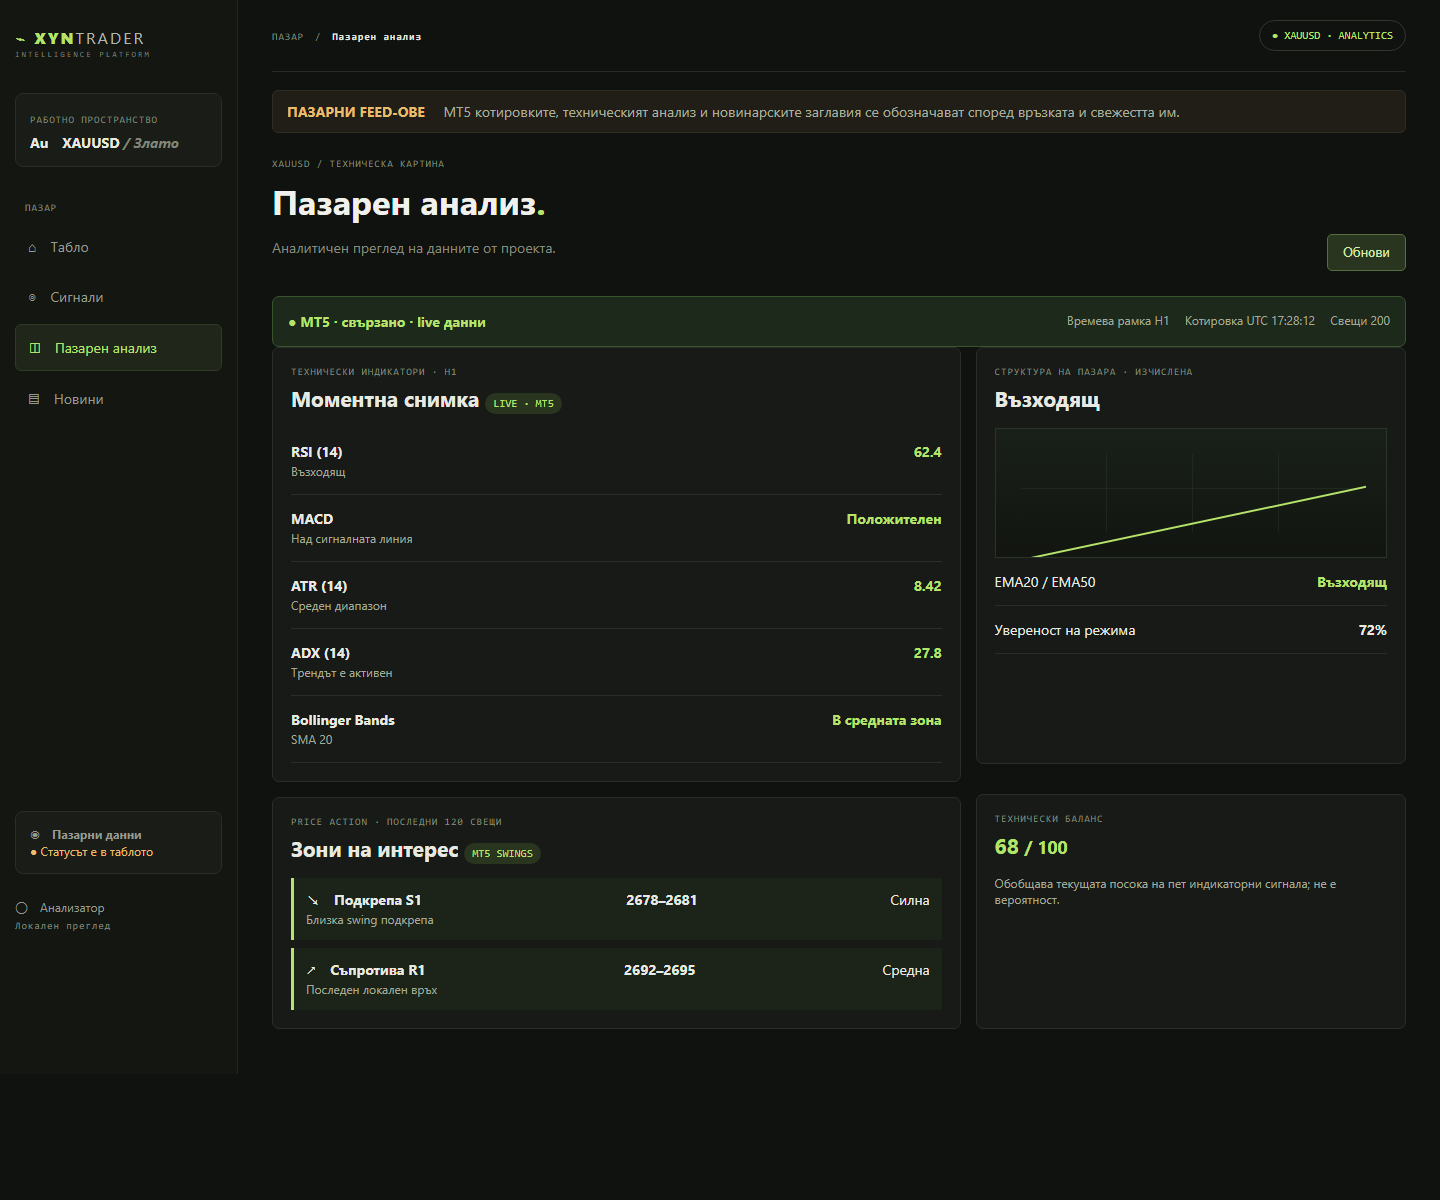 XYNTRADER
INTELLIGENCE PLATFORM
РАБОТНО ПРОСТРАНСТВО
Au XAUUSD / Злато
ПАЗАР
Табло
Сигнали
Пазарен анализ
Новини
Пазарни данни
● Статусът е в таблото
Анализатор
Локален преглед
ПАЗАР / Пазарен анализ
● XAUUSD · ANALYTICS
ПАЗАРНИ FEED-ОВЕ МТ5 котировките, техническият анализ и новинарските заглавия се обозначават според връзката и свежестта им.
XAUUSD / ТЕХНИЧЕСКА КАРТИНА
Пазарен анализ.
Аналитичен преглед на данните от проекта.
Обнови
● МТ5 · свързано · live данни
Времева рамка H1 Котировка UTC 17:28:12 Свещи 200
ТЕХНИЧЕСКИ ИНДИКАТОРИ · H1
Моментна снимка LIVE · MT5
RSI (14) 62.4
Възходящ
MACD Положителен
Над сигналната линия
ATR (14) 8.42
Среден диапазон
ADX (14) 27.8
Трендът е активен
Bollinger Bands В средната зона
SMA 20
СТРУКТУРА НА ПАЗАРА · ИЗЧИСЛЕНА
Възходящ
EMA20 / EMA50 Възходящ
Увереност на режима 72%
PRICE ACTION · ПОСЛЕДНИ 120 СВЕЩИ
Зони на интерес MT5 SWINGS
↘ Подкрепа S1 2678–2681 Силна
Близка swing подкрепа
↗ Съпротива R1 2692–2695 Средна
Последен локален връх
ТЕХНИЧЕСКИ БАЛАНС
68 / 100
Обобщава текущата посока на пет индикаторни сигнала; не е
вероятност.